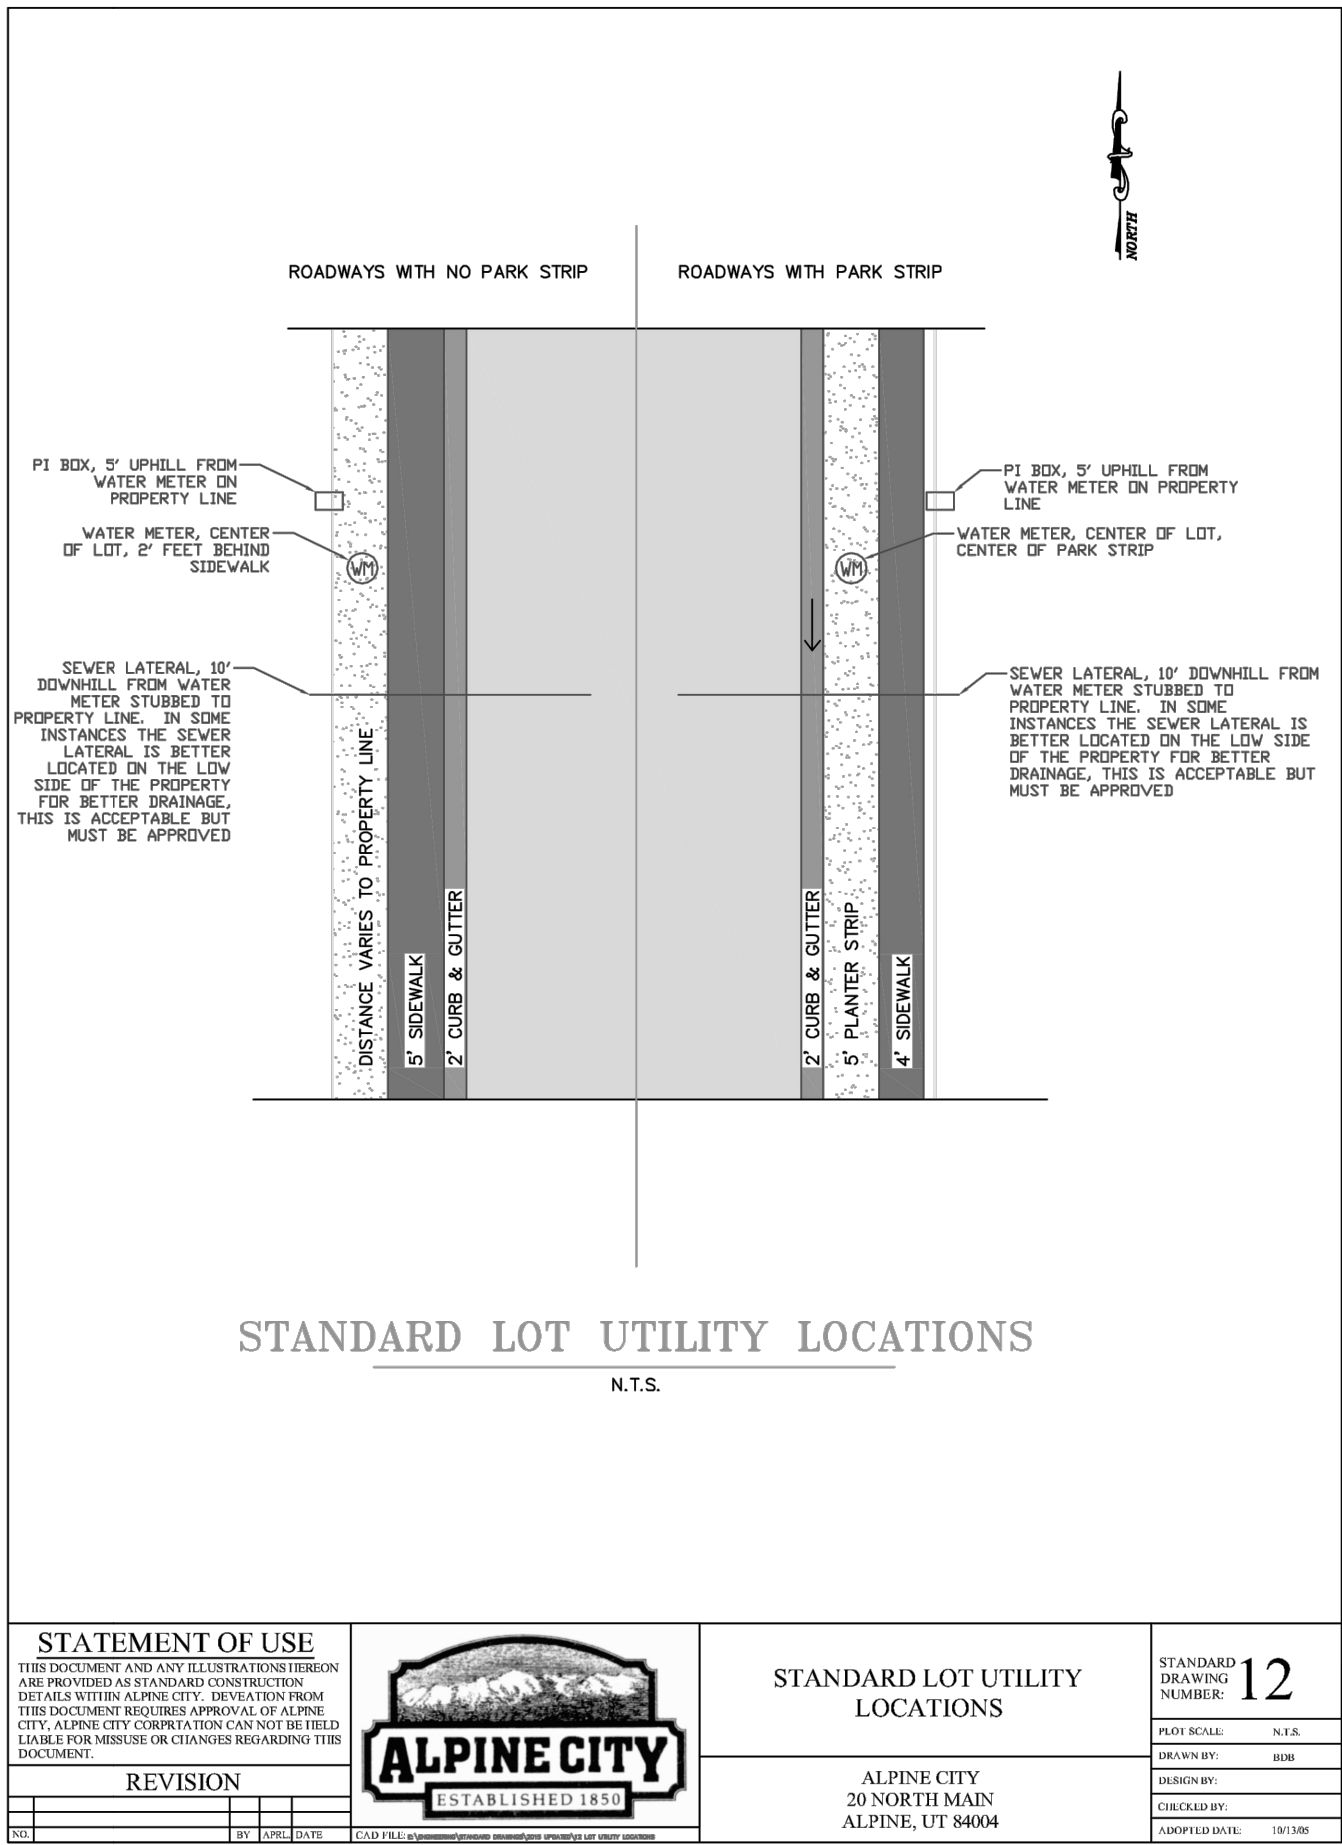 NORTH
ROADWAYS WITH NO PARK STRIP
ROADWAYS WITH PARK STRIP
PI BOX, 5' UPHILL FROM
WATER METER ON
PROPERTY LINE
WATER METER, CENTER
OF LOT, 2' FEET BEHIND
SIDEWALK
WM
SEWER LATERAL, 10'
DOWNHILL FROM WATER
METER STUBBED TO
PROPERTY LINE. IN SOME
INSTANCES THE SEWER
LATERAL IS BETTER
LOCATED ON THE LOW
SIDE OF THE PROPERTY
FOR BETTER DRAINAGE,
THIS IS ACCEPTABLE BUT
MUST BE APPROVED
PI BOX, 5' UPHILL FROM
WATER METER ON PROPERTY
LINE
WATER METER, CENTER OF LOT,
CENTER OF PARK STRIP
WM
SEWER LATERAL, 10' DOWNHILL FROM
WATER METER STUBBED TO
PROPERTY LINE. IN SOME
INSTANCES THE SEWER LATERAL IS
BETTER LOCATED ON THE LOW SIDE
OF THE PROPERTY FOR BETTER
DRAINAGE, THIS IS ACCEPTABLE BUT
MUST BE APPROVED
DISTANCE VARIES TO PROPERTY LINE
5' SIDEWALK
2' CURB & GUTTER
2' CURB & GUTTER
5' PLANTER STRIP
4' SIDEWALK
STANDARD LOT UTILITY LOCATIONS
N.T.S.
STATEMENT OF USE
THIS DOCUMENT AND ANY ILLUSTRATIONS HEREON
ARE PROVIDED AS STANDARD CONSTRUCTION
DETAILS WITHIN ALPINE CITY. DEVEATION FROM
THIS DOCUMENT REQUIRES APPROVAL OF ALPINE
CITY, ALPINE CITY CORPRTATION CAN NOT BE HELD
LIABLE FOR MISSUSE OR CHANGES REGARDING THIS
DOCUMENT.
REVISION
NO. BY APRL. DATE
ALPINE CITY
ESTABLISHED 1850
CAD FILE: E:\ENGINEERING\STANDARD DRAWINGS\2015 UPDATED\12 LOT UTILITY LOCATIONS
STANDARD LOT UTILITY
LOCATIONS
ALPINE CITY
20 NORTH MAIN
ALPINE, UT 84004
STANDARD
DRAWING
NUMBER: 12
PLOT SCALE: N.T.S.
DRAWN BY: BDB
DESIGN BY:
CHECKED BY:
ADOPTED DATE: 10/13/05